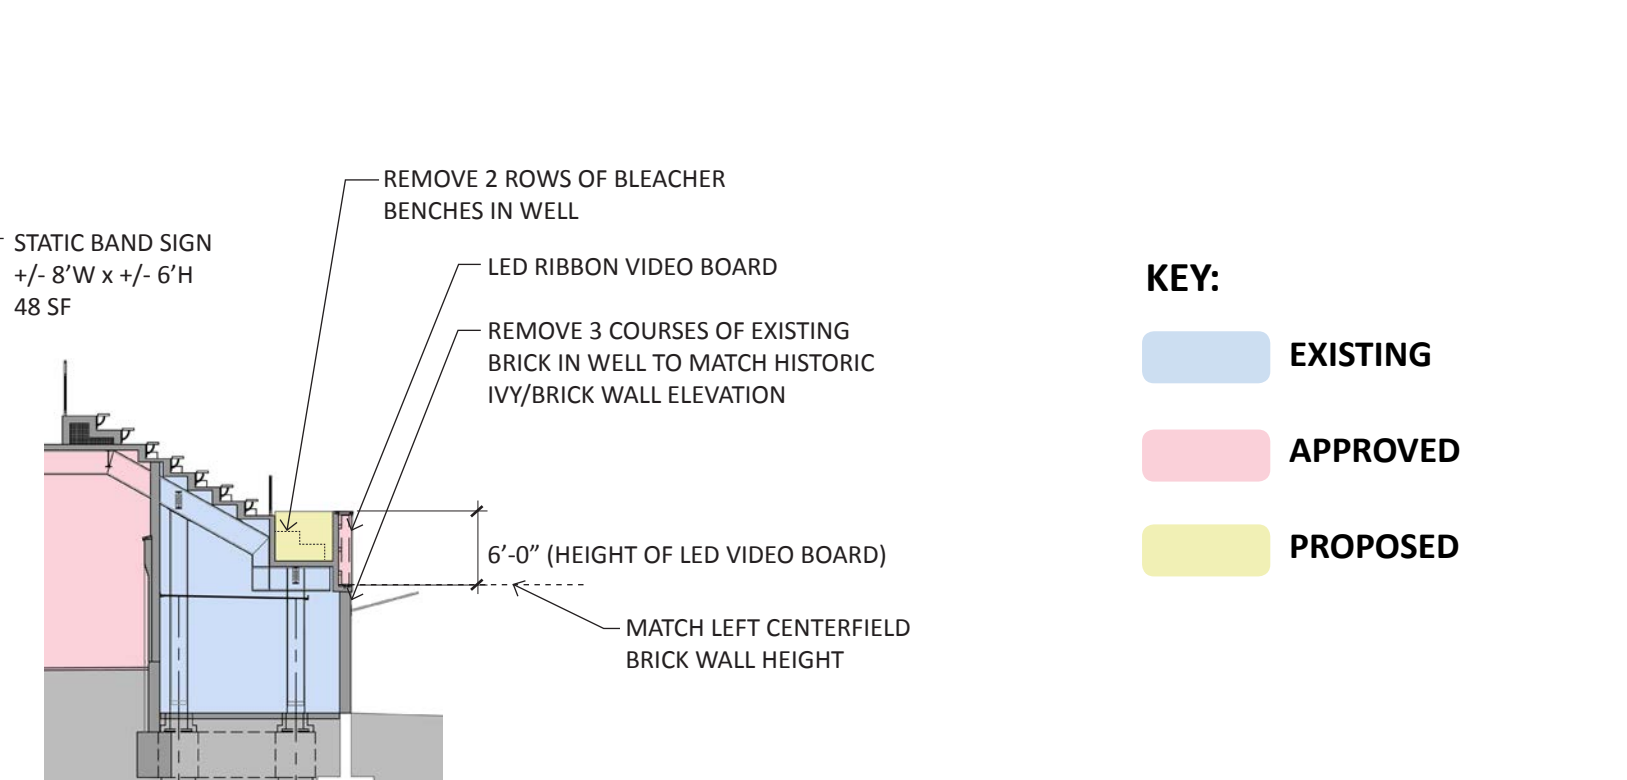 REMOVE 2 ROWS OF BLEACHER
BENCHES IN WELL
STATIC BAND SIGN
+/- 8’W x +/- 6’H
48 SF
LED RIBBON VIDEO BOARD
REMOVE 3 COURSES OF EXISTING
BRICK IN WELL TO MATCH HISTORIC
IVY/BRICK WALL ELEVATION
6’-0” (HEIGHT OF LED VIDEO BOARD)
MATCH LEFT CENTERFIELD
BRICK WALL HEIGHT
KEY:
EXISTING
APPROVED
PROPOSED